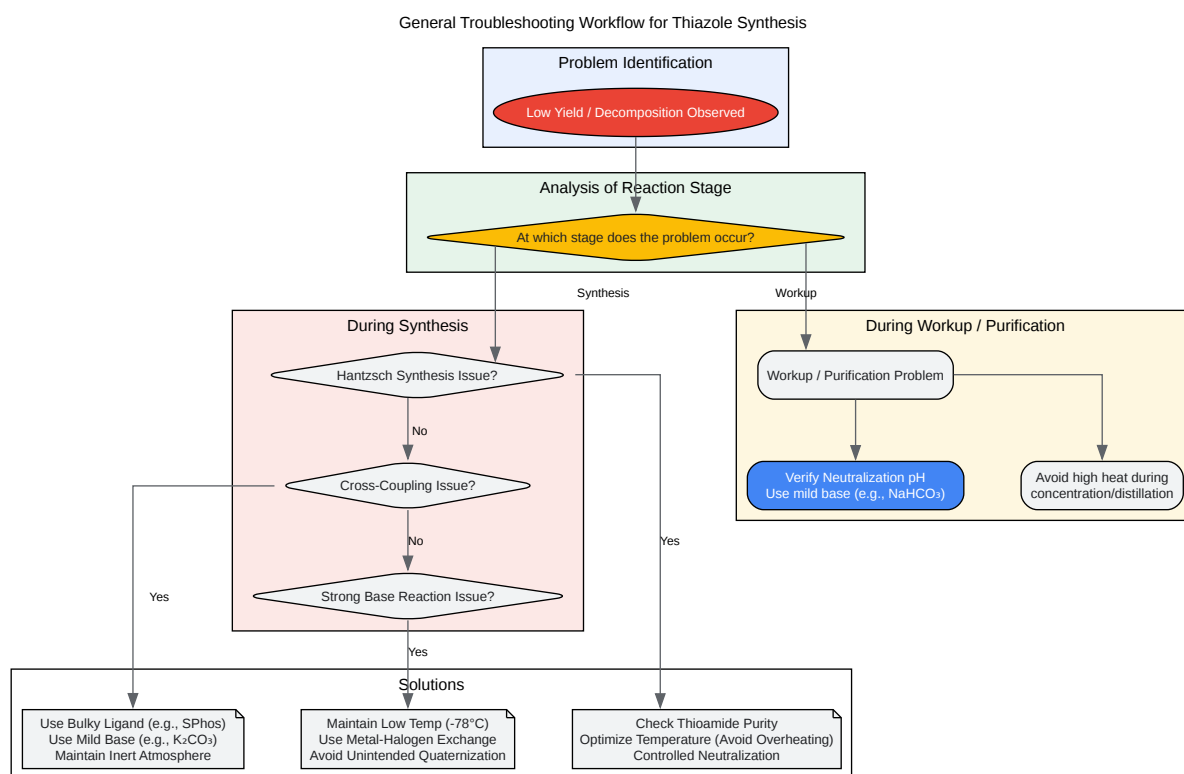 General Troubleshooting Workflow for Thiazole Synthesis
Problem Identification
Low Yield / Decomposition Observed
Analysis of Reaction Stage
At which stage does the problem occur?
Synthesis
Workup
During Synthesis
Hantzsch Synthesis Issue?
No
Cross-Coupling Issue?
No
Strong Base Reaction Issue?
Yes
Yes
Yes
During Workup / Purification
Workup / Purification Problem
Verify Neutralization pH
Use mild base (e.g., NaHCO₃)
Avoid high heat during
concentration/distillation
Solutions
Use Bulky Ligand (e.g., SPhos)
Use Mild Base (e.g., K₂CO₃)
Maintain Inert Atmosphere
Maintain Low Temp (-78°C)
Use Metal-Halogen Exchange
Avoid Unintended Quaternization
Check Thioamide Purity
Optimize Temperature (Avoid Overheating)
Controlled Neutralization